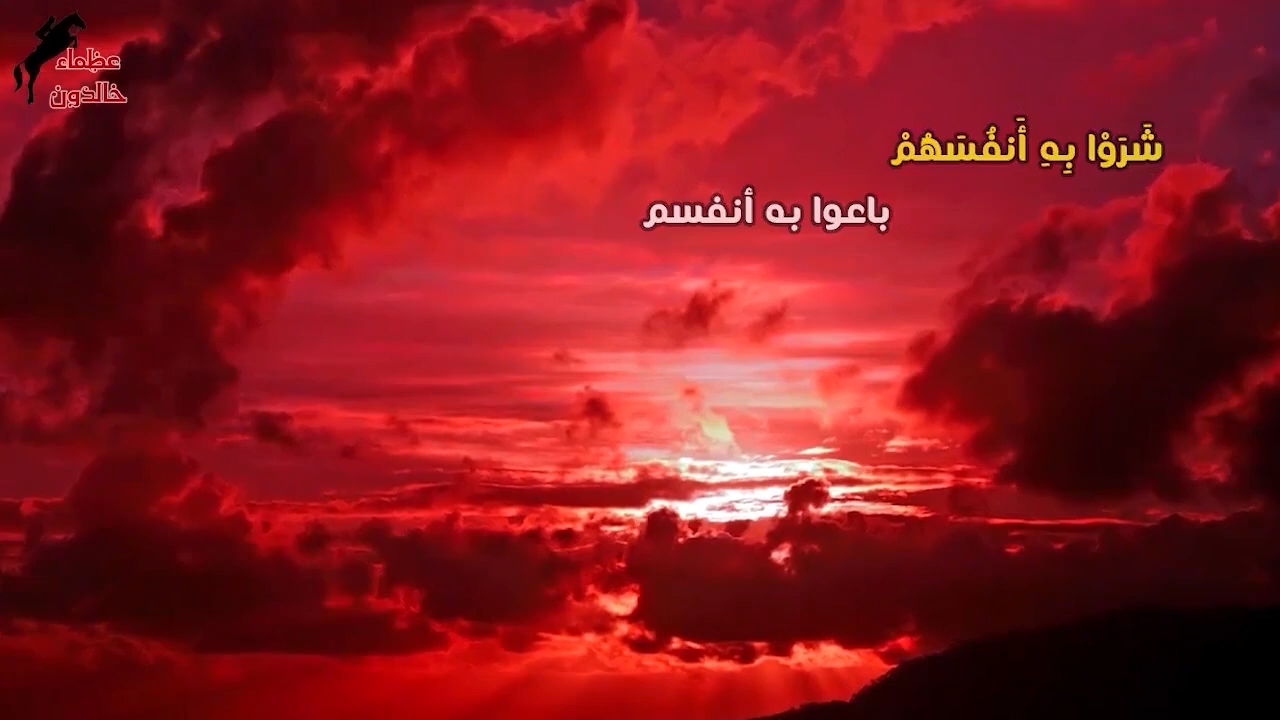 عظماء
خالدون
شَرَوْا بِهِ أَنفُسَهُمْ
باعوا به أنفسم